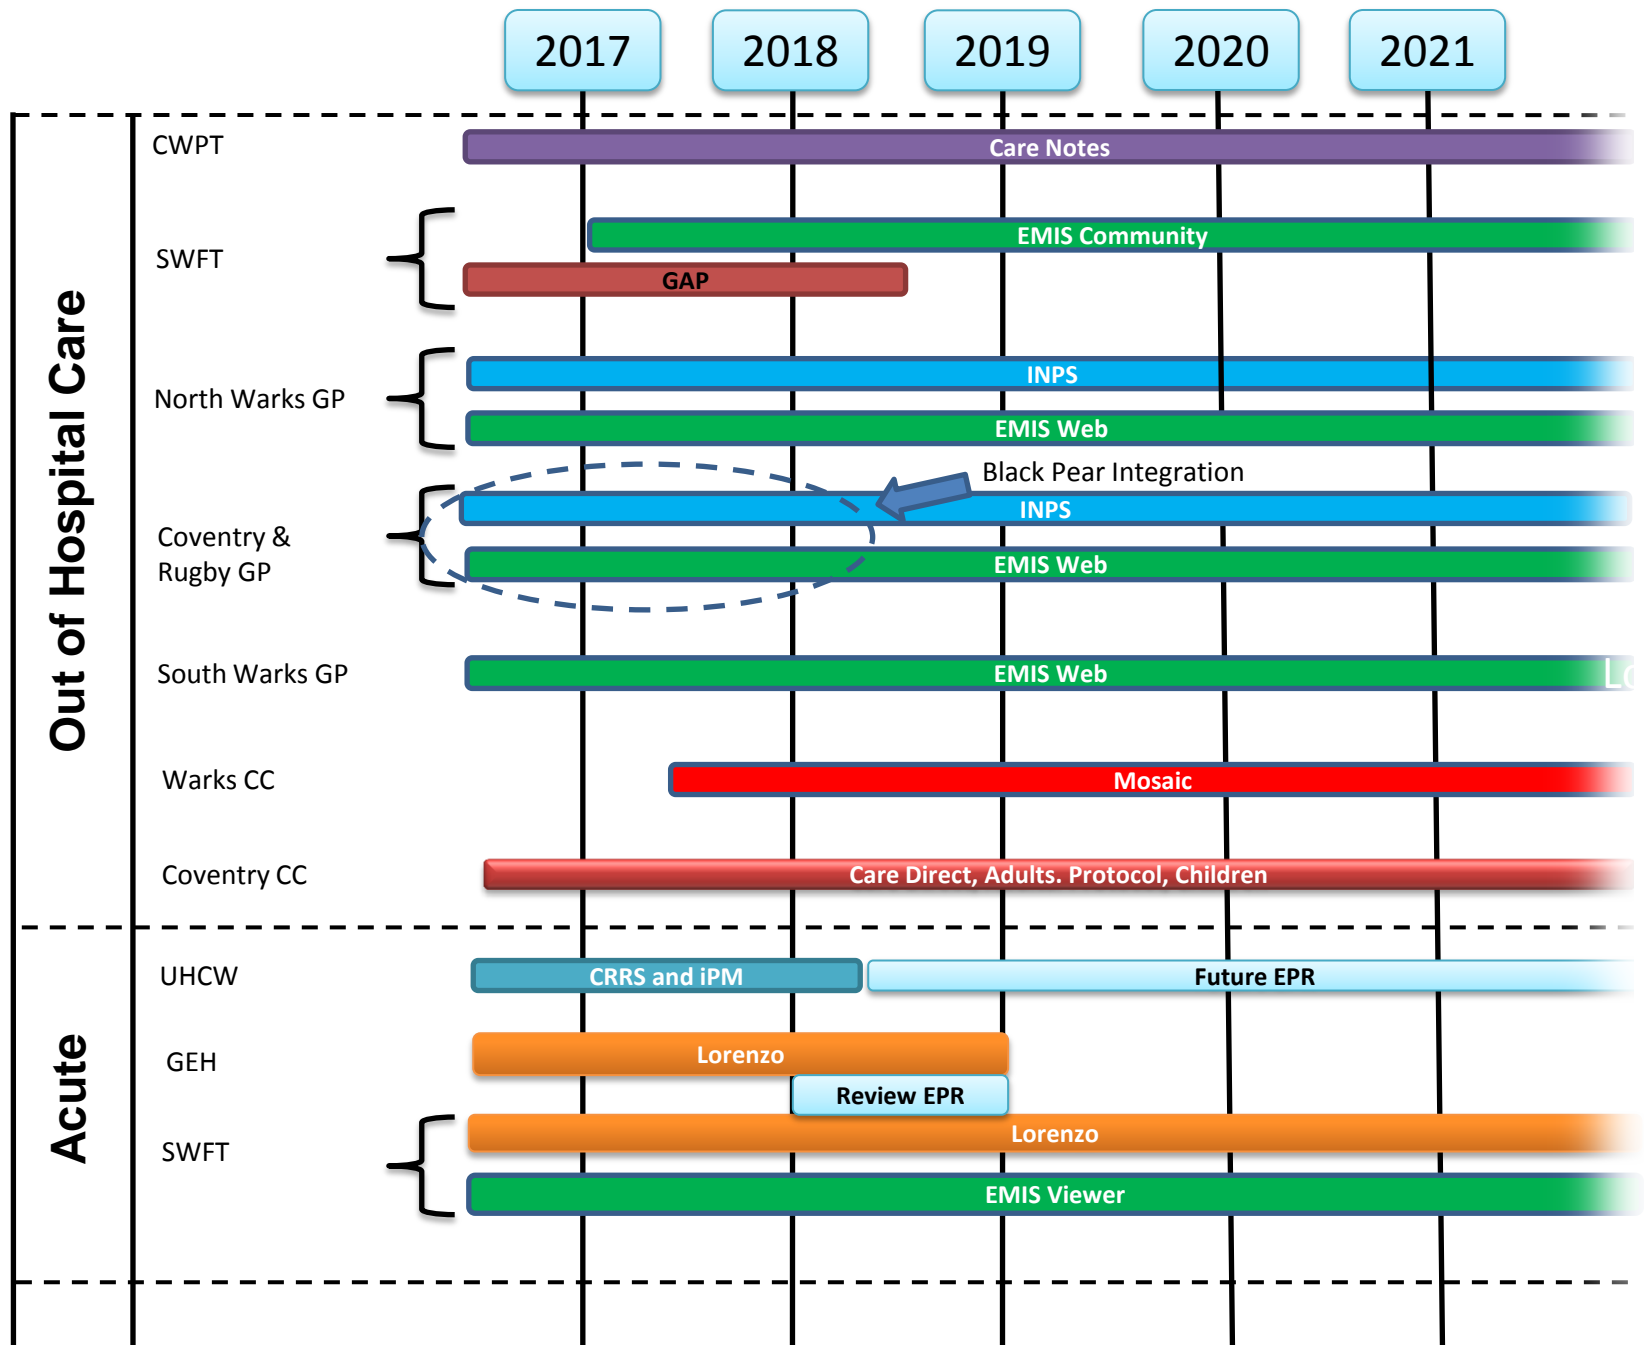 2017
2018
2019
2020
2021
Out of Hospital Care
CWPT
Care Notes
SWFT
EMIS Community
GAP
North Warks GP
INPS
EMIS Web
Black Pear Integration
Coventry &
Rugby GP
INPS
EMIS Web
South Warks GP
EMIS Web
Lo
Warks CC
Mosaic
Coventry CC
Care Direct, Adults. Protocol, Children
Acute
UHCW
CRRS and iPM
Future EPR
GEH
Lorenzo
Review EPR
SWFT
Lorenzo
EMIS Viewer